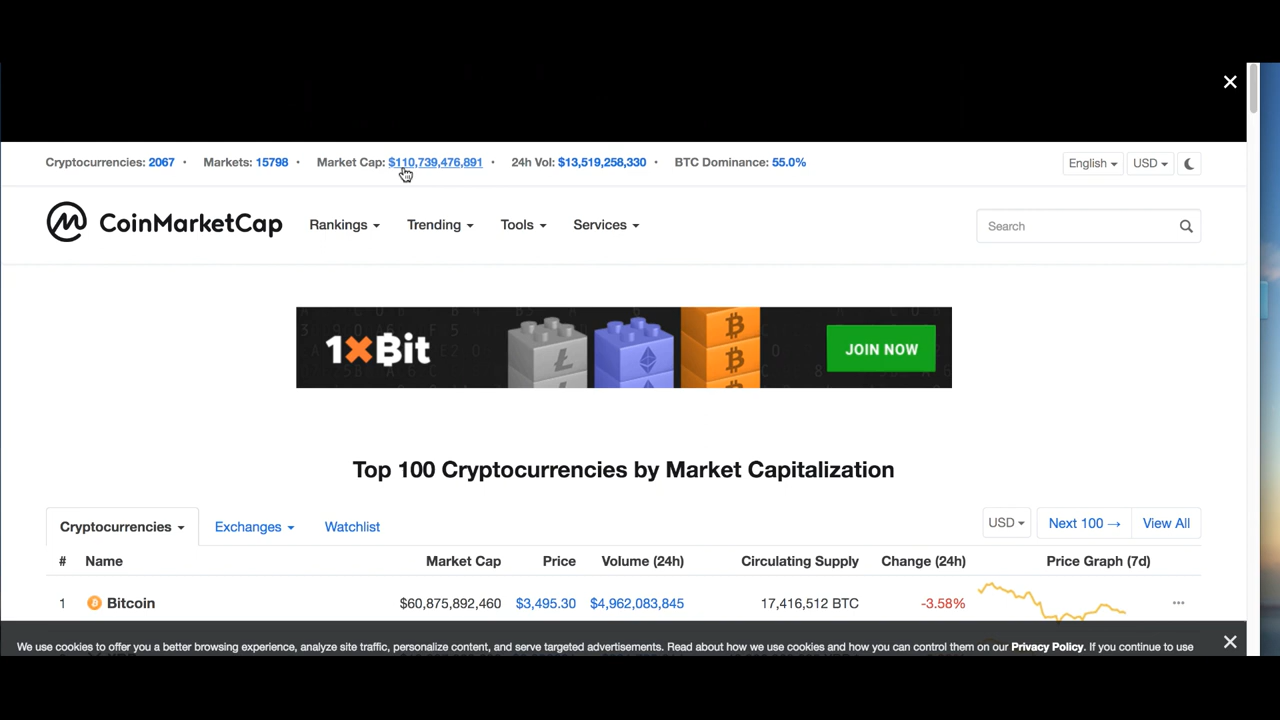 Cryptocurrencies: 2067 • Markets: 15798 • Market Cap: $110,739,476,891 • 24h Vol: $13,519,258,330 • BTC Dominance: 55.0% English USD
CoinMarketCap Rankings Trending Tools Services Search
1xBit JOIN NOW
Top 100 Cryptocurrencies by Market Capitalization
Cryptocurrencies Exchanges Watchlist USD Next 100 → View All
# Name Market Cap Price Volume (24h) Circulating Supply Change (24h) Price Graph (7d)
1 Bitcoin $60,875,892,460 $3,495.30 $4,962,083,845 17,416,512 BTC -3.58%
We use cookies to offer you a better browsing experience, analyze site traffic, personalize content, and serve targeted advertisements. Read about how we use cookies and how you can control them on our Privacy Policy. If you continue to use